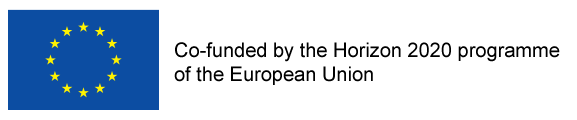 Co-funded by the Horizon 2020 programme
of the European Union